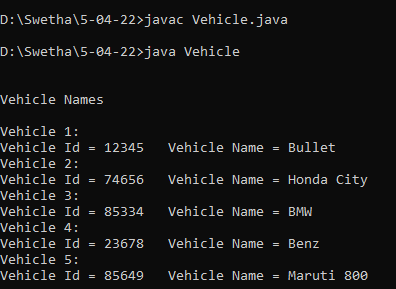 D:\Swetha\5-04-22>javac Vehicle.java
D:\Swetha\5-04-22>java Vehicle
Vehicle Names
Vehicle 1:
Vehicle Id = 12345   Vehicle Name = Bullet
Vehicle 2:
Vehicle Id = 74656   Vehicle Name = Honda City
Vehicle 3:
Vehicle Id = 85334   Vehicle Name = BMW
Vehicle 4:
Vehicle Id = 23678   Vehicle Name = Benz
Vehicle 5:
Vehicle Id = 85649   Vehicle Name = Maruti 800